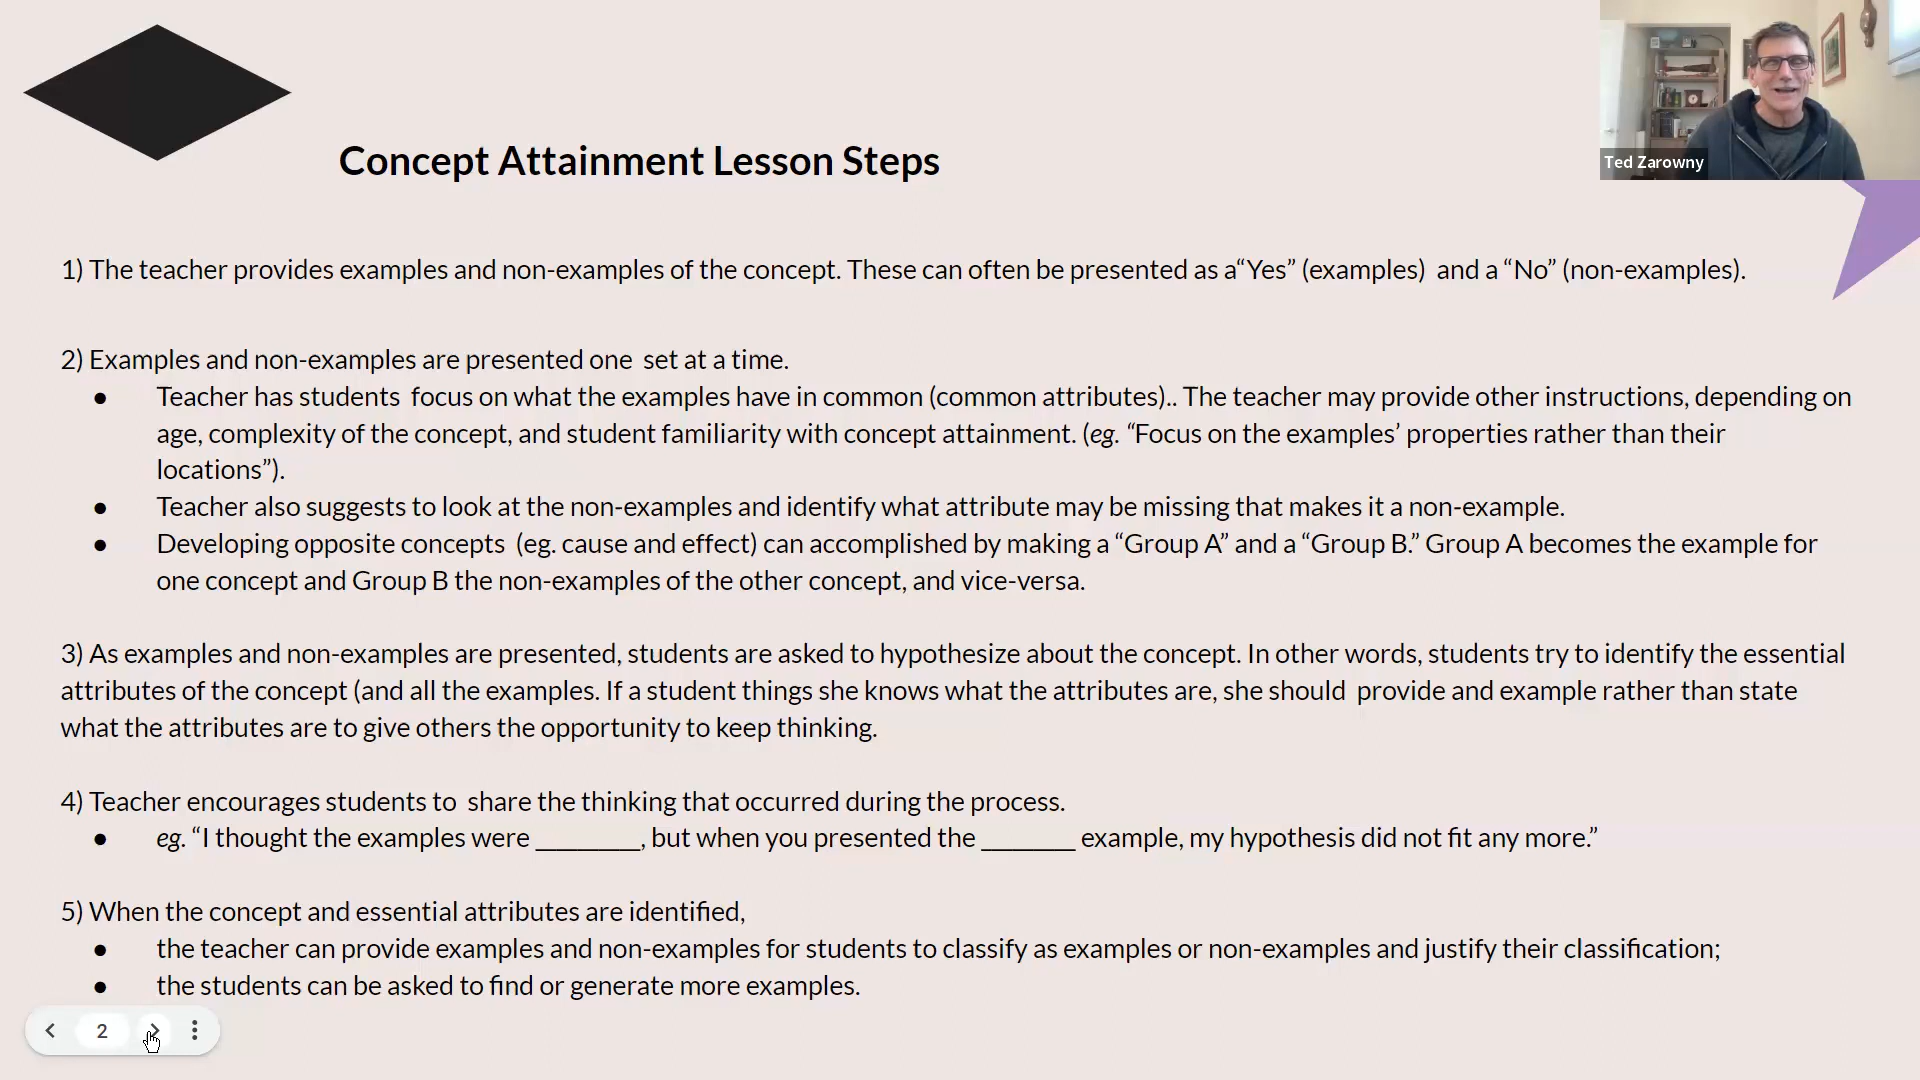 Ted Zarowny
Concept Attainment Lesson Steps
1) The teacher provides examples and non-examples of the concept. These can often be presented as a“Yes” (examples)  and a “No” (non-examples).
2) Examples and non-examples are presented one  set at a time.
● Teacher has students  focus on what the examples have in common (common attributes).. The teacher may provide other instructions, depending on
age, complexity of the concept, and student familiarity with concept attainment. (eg. “Focus on the examples’ properties rather than their
locations”).
● Teacher also suggests to look at the non-examples and identify what attribute may be missing that makes it a non-example.
● Developing opposite concepts  (eg. cause and effect) can accomplished by making a “Group A” and a “Group B.” Group A becomes the example for
one concept and Group B the non-examples of the other concept, and vice-versa.
3) As examples and non-examples are presented, students are asked to hypothesize about the concept. In other words, students try to identify the essential
attributes of the concept (and all the examples. If a student things she knows what the attributes are, she should  provide and example rather than state
what the attributes are to give others the opportunity to keep thinking.
4) Teacher encourages students to  share the thinking that occurred during the process.
● eg. “I thought the examples were ________, but when you presented the _______ example, my hypothesis did not fit any more.”
5) When the concept and essential attributes are identified,
● the teacher can provide examples and non-examples for students to classify as examples or non-examples and justify their classification;
● the students can be asked to find or generate more examples.
2